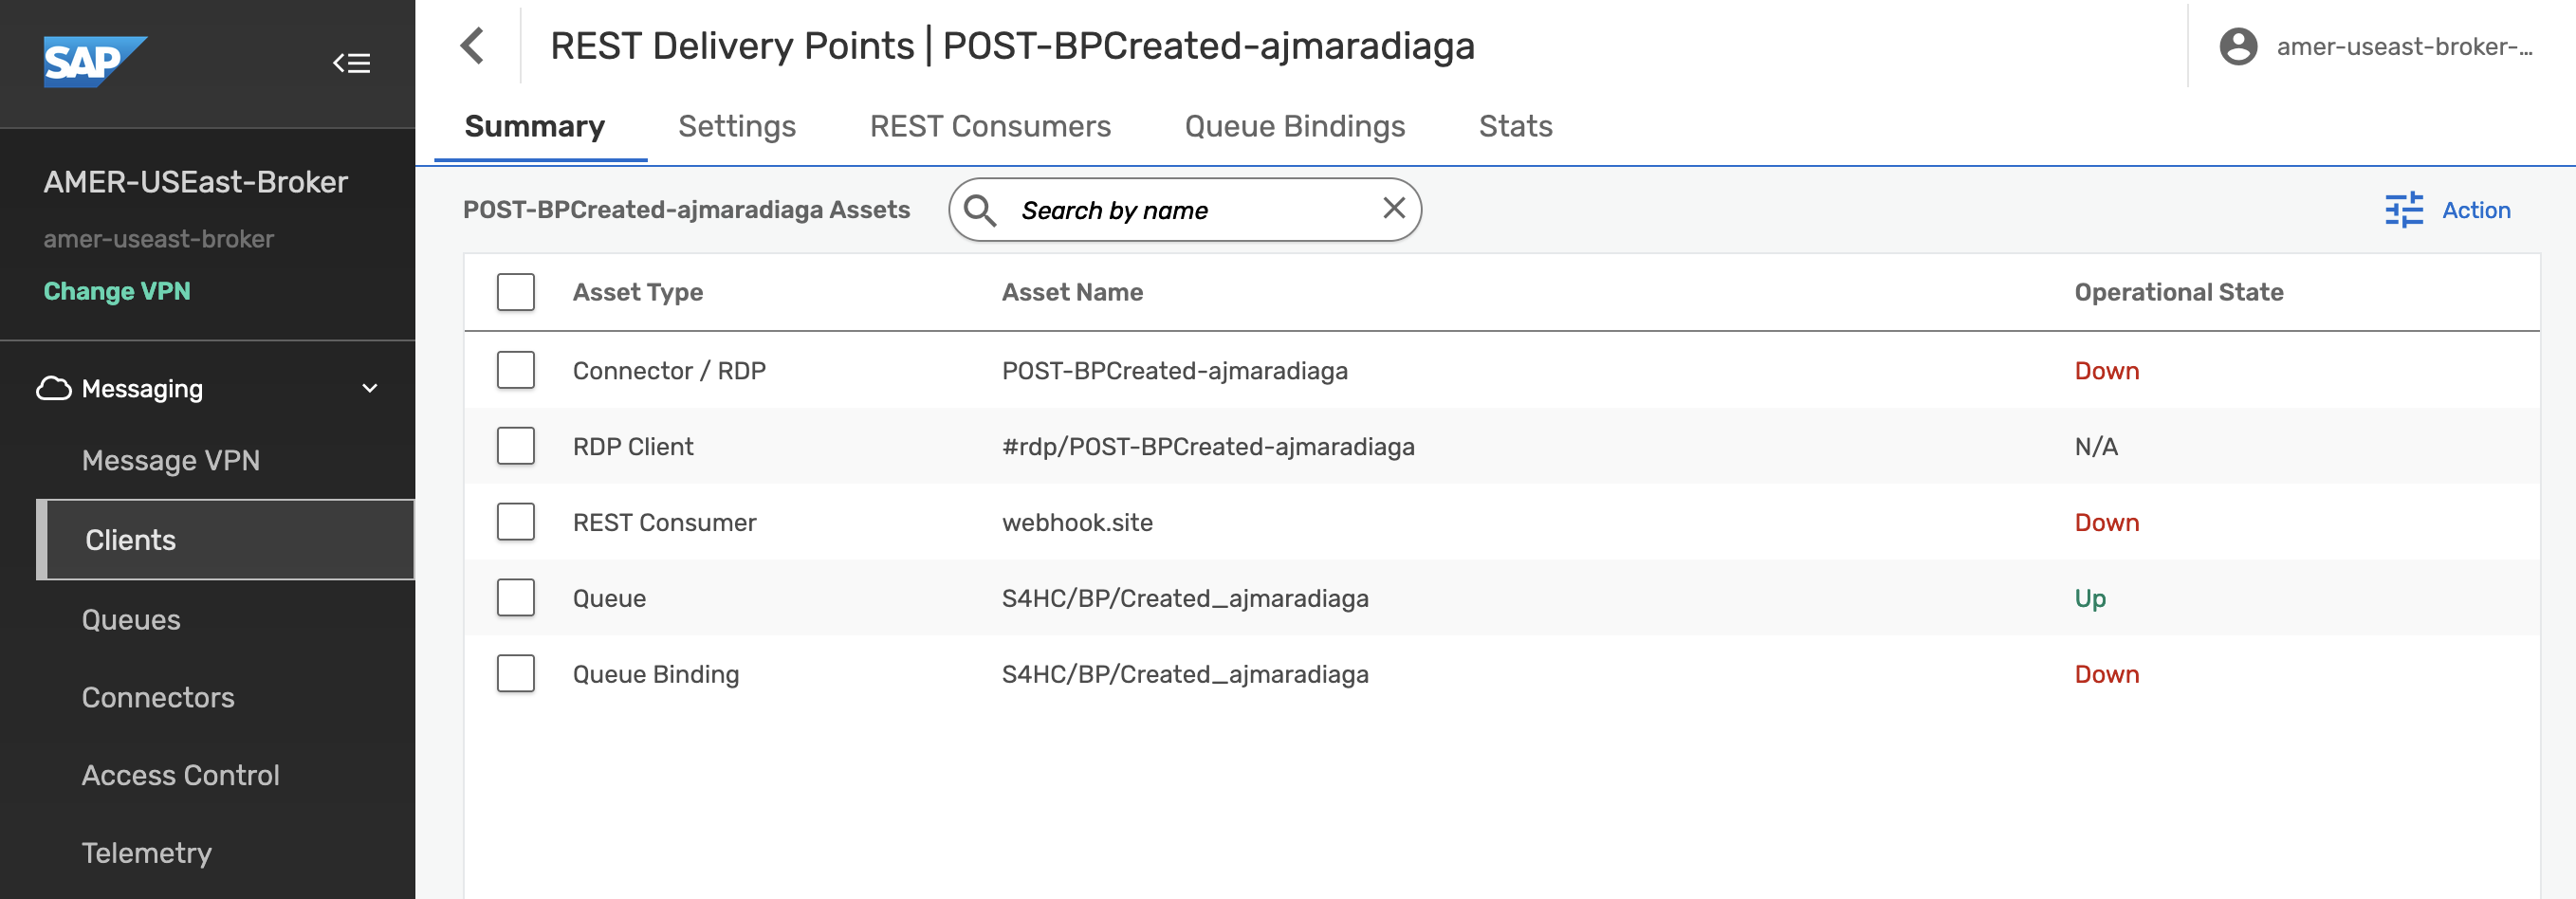 SAP
REST Delivery Points | POST-BPCreated-ajmaradiaga
amer-useast-broker-...
Summary Settings REST Consumers Queue Bindings Stats
AMER-USEast-Broker
amer-useast-broker
Change VPN
Messaging
Message VPN
Clients
Queues
Connectors
Access Control
Telemetry
POST-BPCreated-ajmaradiaga Assets Search by name Action
Asset Type Asset Name Operational State
Connector / RDP POST-BPCreated-ajmaradiaga Down
RDP Client #rdp/POST-BPCreated-ajmaradiaga N/A
REST Consumer webhook.site Down
Queue S4HC/BP/Created_ajmaradiaga Up
Queue Binding S4HC/BP/Created_ajmaradiaga Down